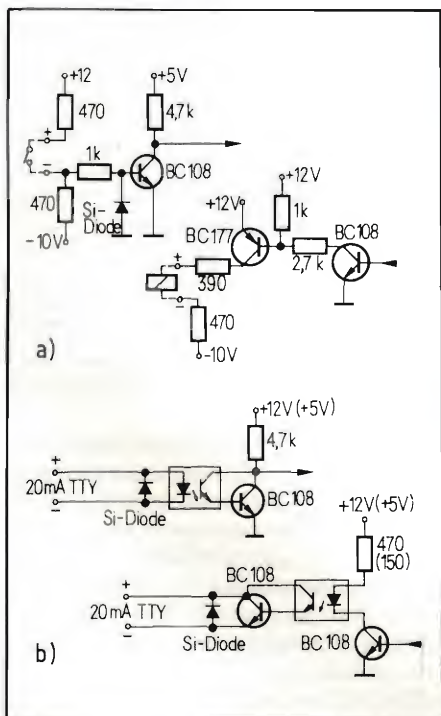 +12
+5V
470
4,7k
+
1k
−
BC108
+12V
470
Si-
Diode
+12V
1k
BC177
BC108
-10V
2,7k
+
390
−
470
-10V
a)
+12V(+5V)
4,7k
+
20mA TTY
−
BC108
Si-Diode
+12V(+5V)
470
(150)
BC108
+
20mA TTY
−
Si-Diode
BC108
b)